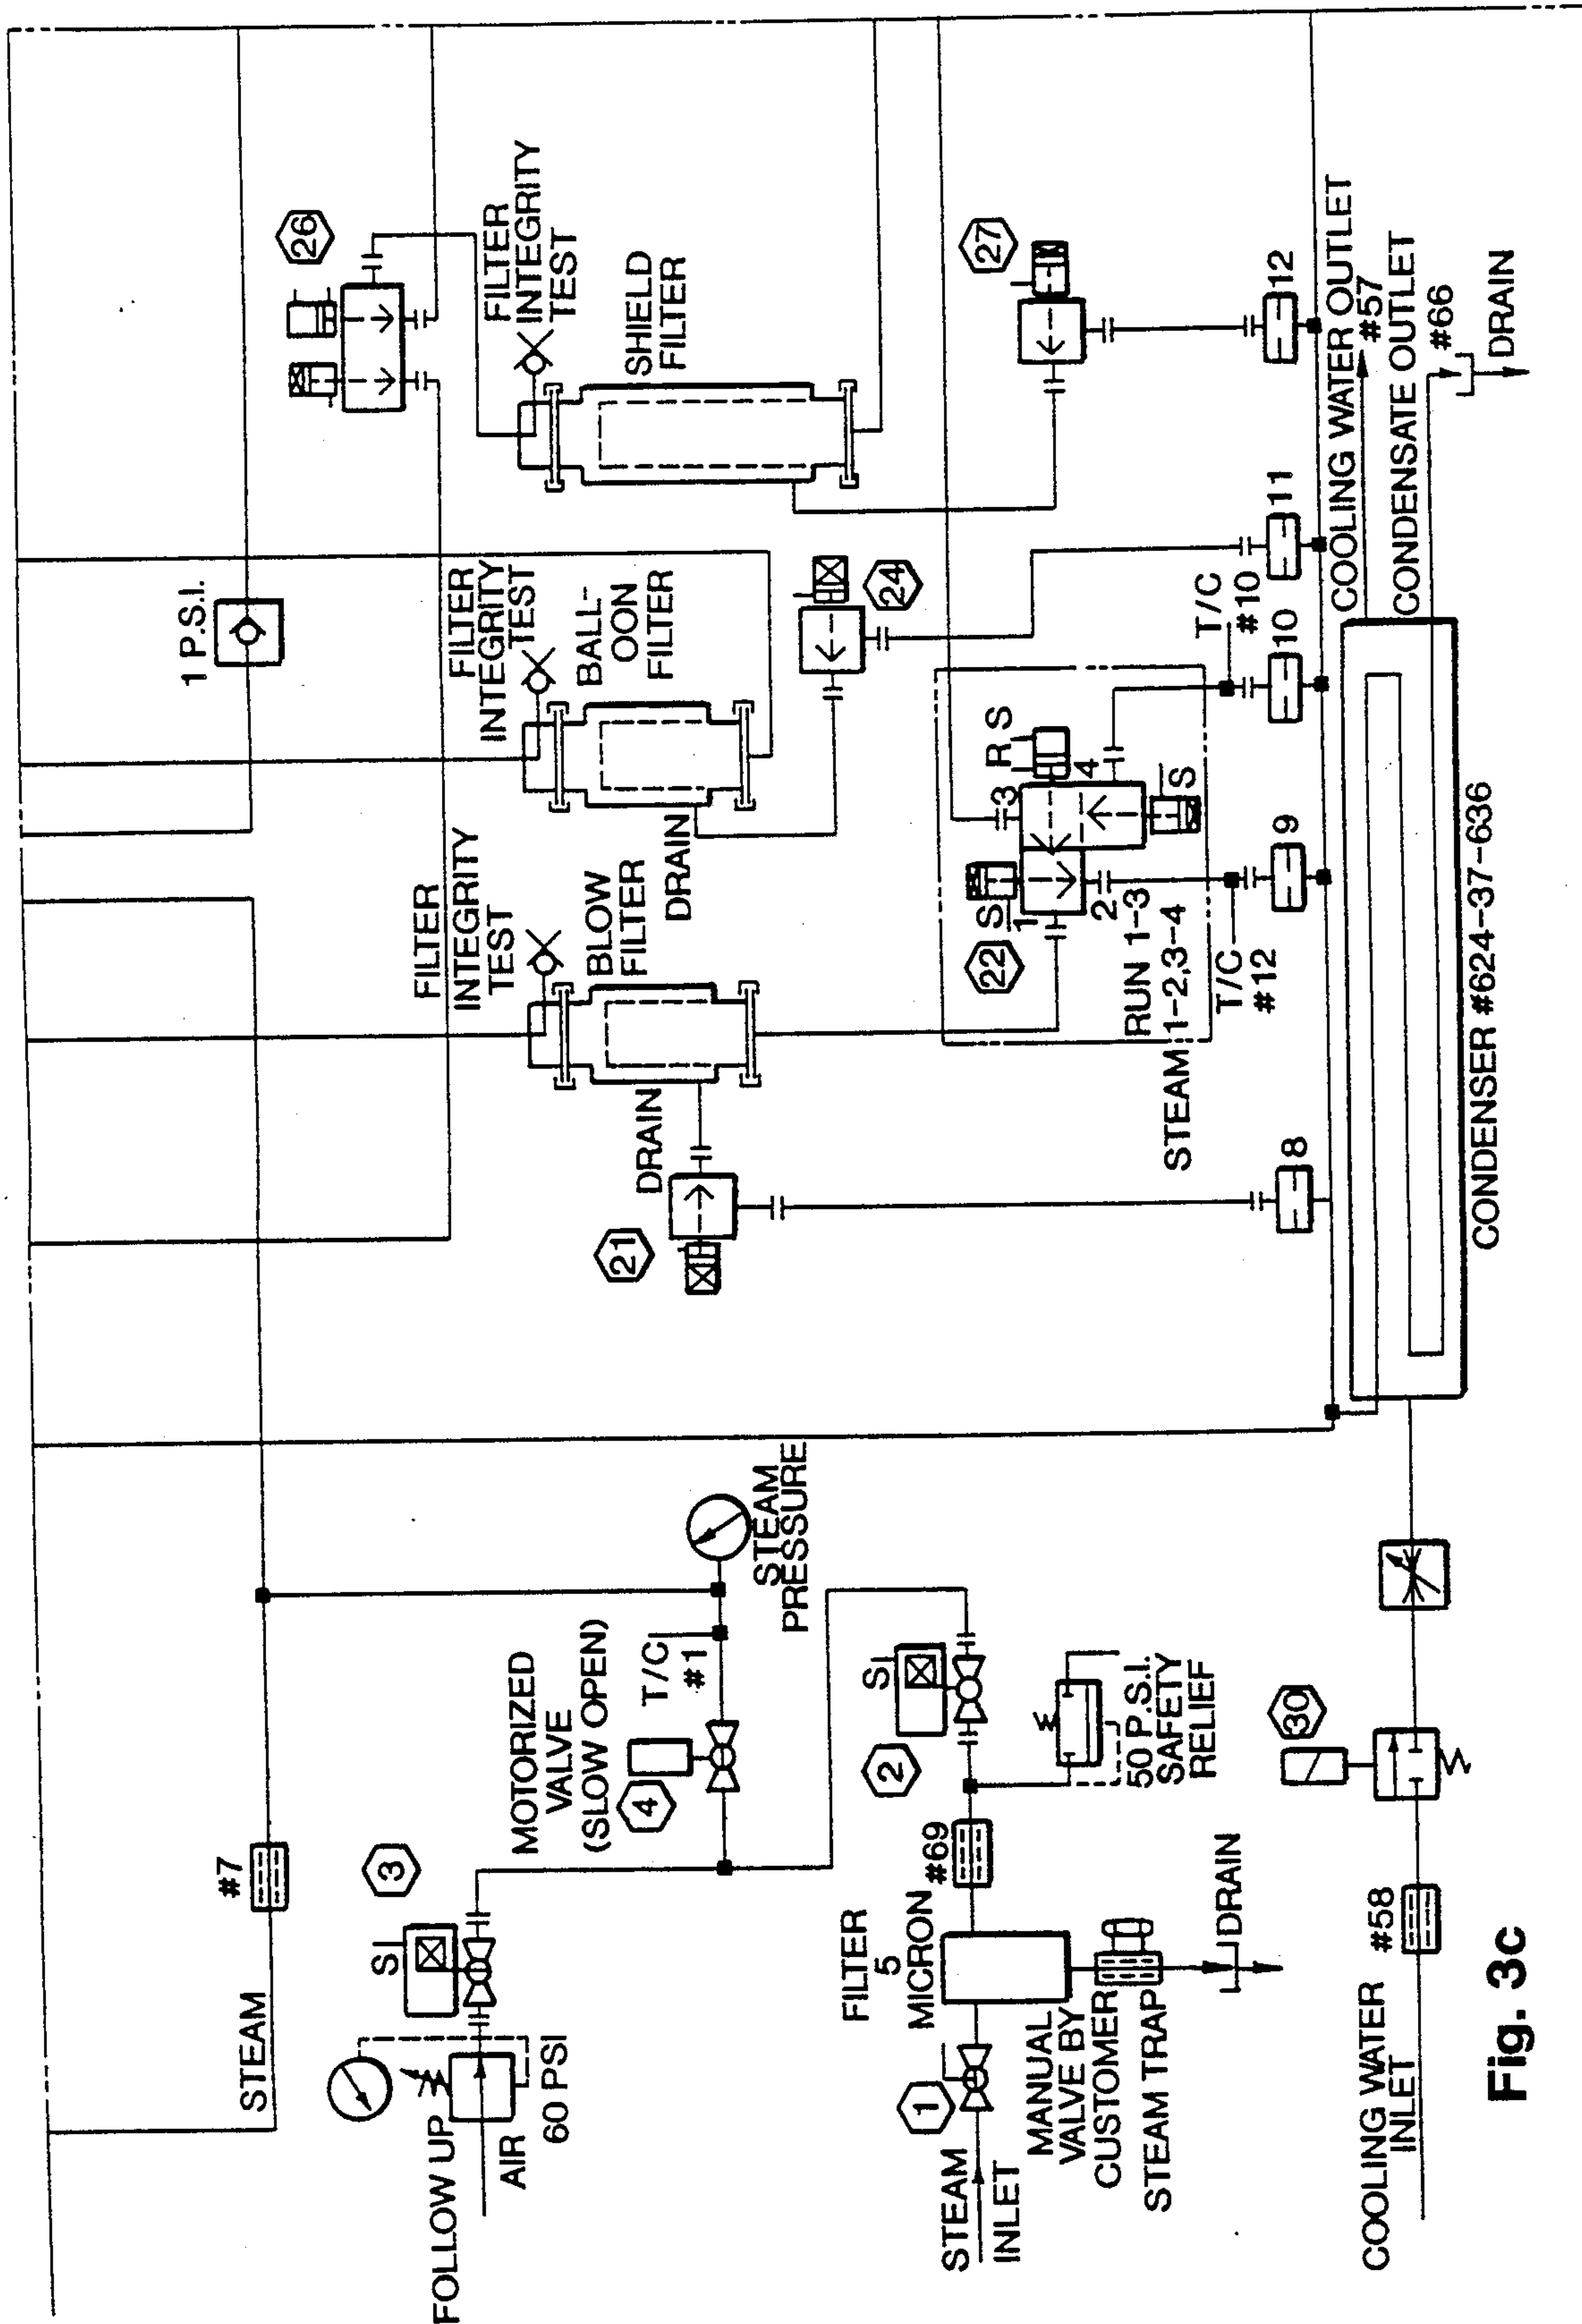 STEAM
#7
FOLLOW UP
AIR
60 PSI
S
3
MOTORIZED
VALVE
(SLOW OPEN)
4
T/C
#1
STEAM
PRESSURE
STEAM
INLET
1
MANUAL
VALVE BY
CUSTOMER
STEAM TRAP
FILTER
5
MICRON
#69
DRAIN
2
S
50 P.S.I.
SAFETY
RELIEF
COOLING WATER
INLET
#58
30
1 P.S.I.
26
FILTER
INTEGRITY
TEST
BLOW
FILTER
DRAIN
21
FILTER
INTEGRITY
TEST
BALL-
OON
FILTER
DRAIN
24
FILTER
INTEGRITY
TEST
SHIELD
FILTER
27
22
S
1
2
3
4
R S
S
RUN 1-3
STEAM 1-2,3-4
T/C
#12
T/C
#10
8
9
10
11
12
COOLING WATER OUTLET
#57
CONDENSATE OUTLET
#66
DRAIN
CONDENSER #624-37-636
Fig. 3c